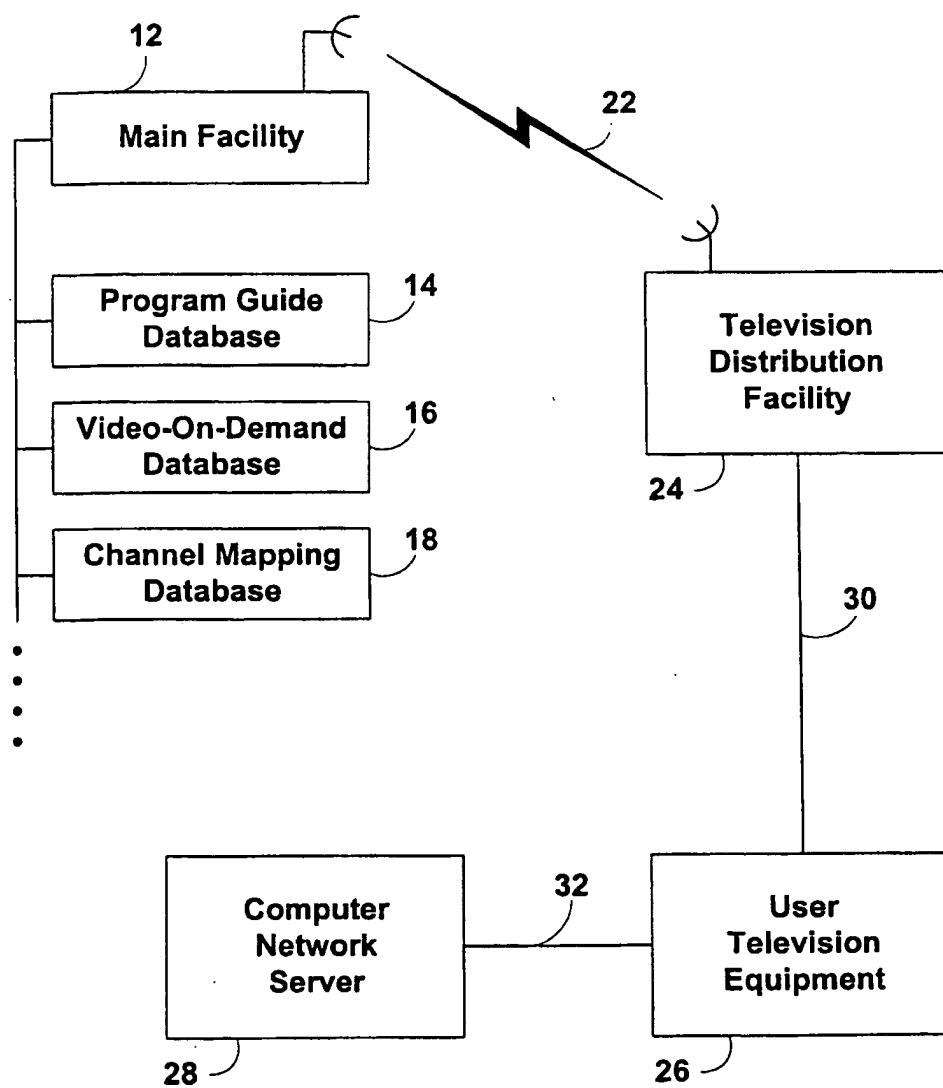 12
Main Facility
22
Program Guide
Database
14
Television
Distribution
Facility
Video-On-Demand
Database
16
24
Channel Mapping
Database
18
30
Computer
Network
Server
32
User
Television
Equipment
28
26